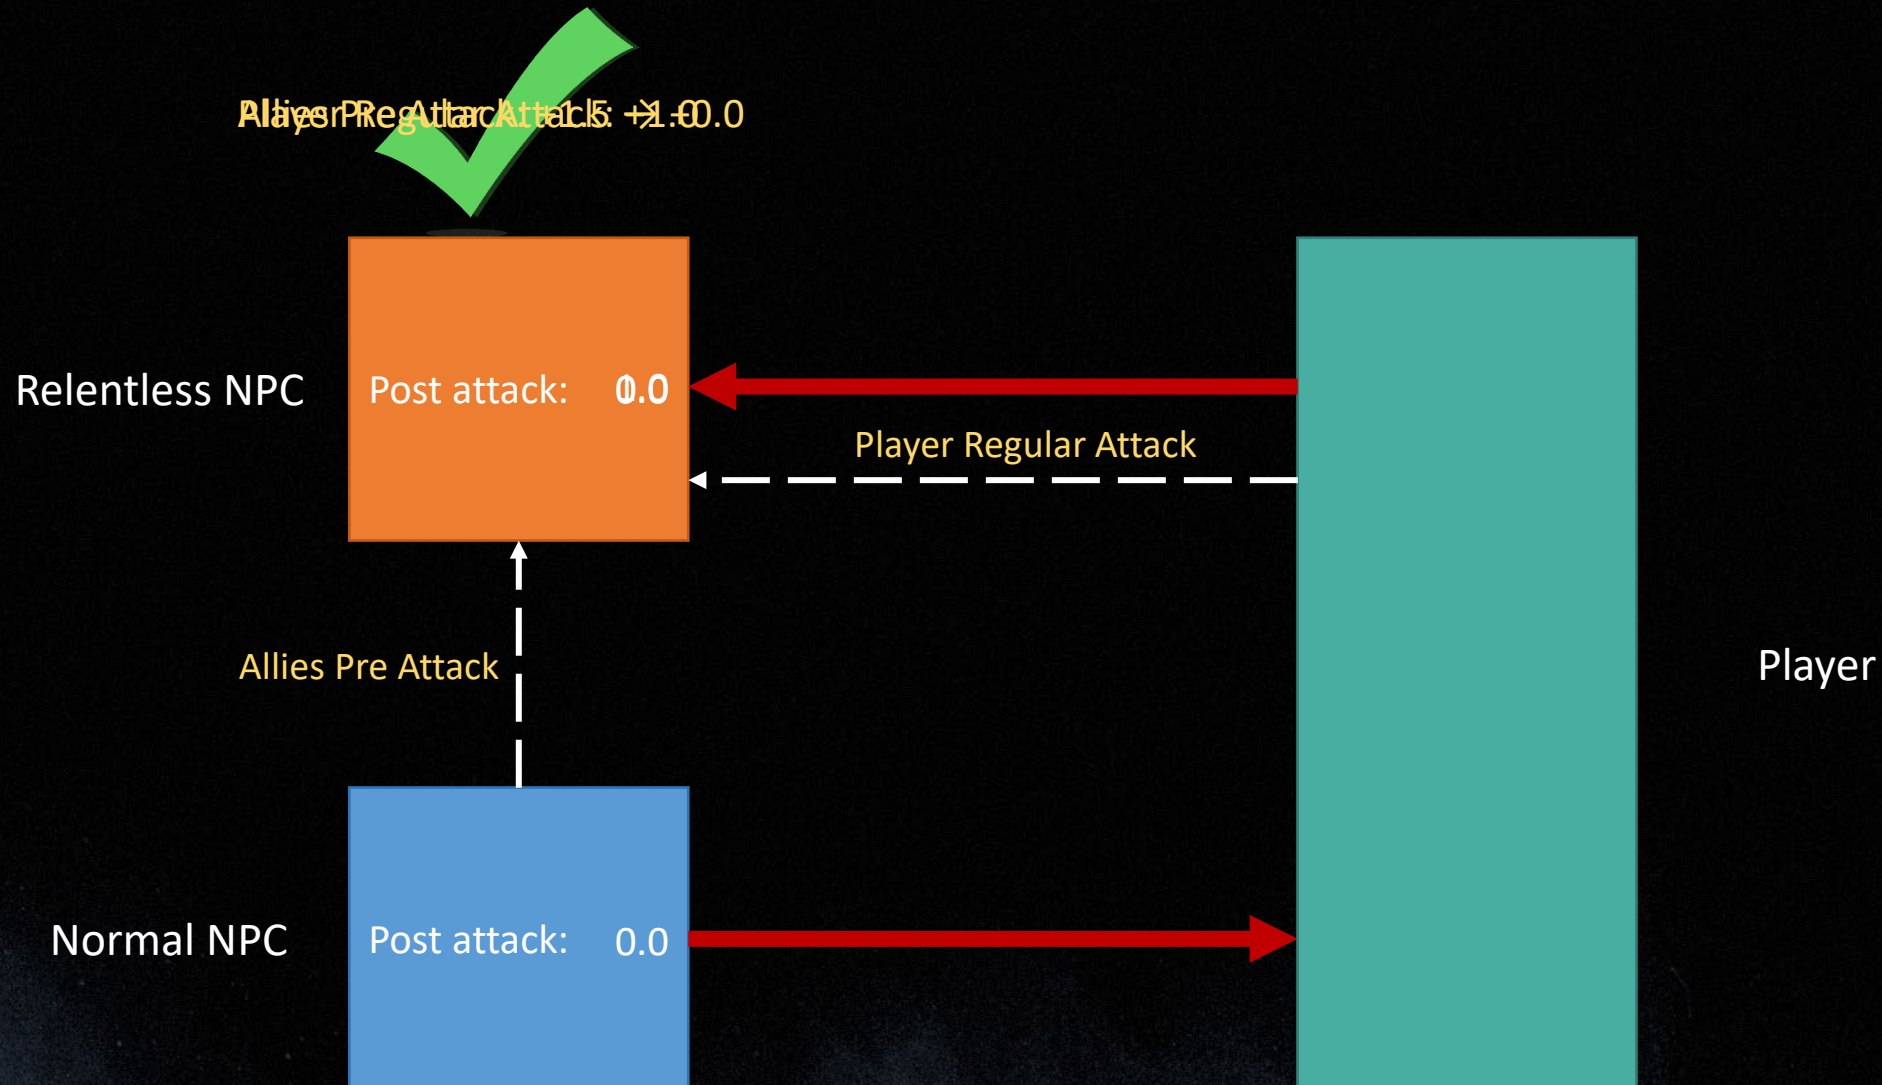 Relentless NPC
Post attack:
Player Regular Attack
Allies Pre Attack
Player
Normal NPC
Post attack: 0.0